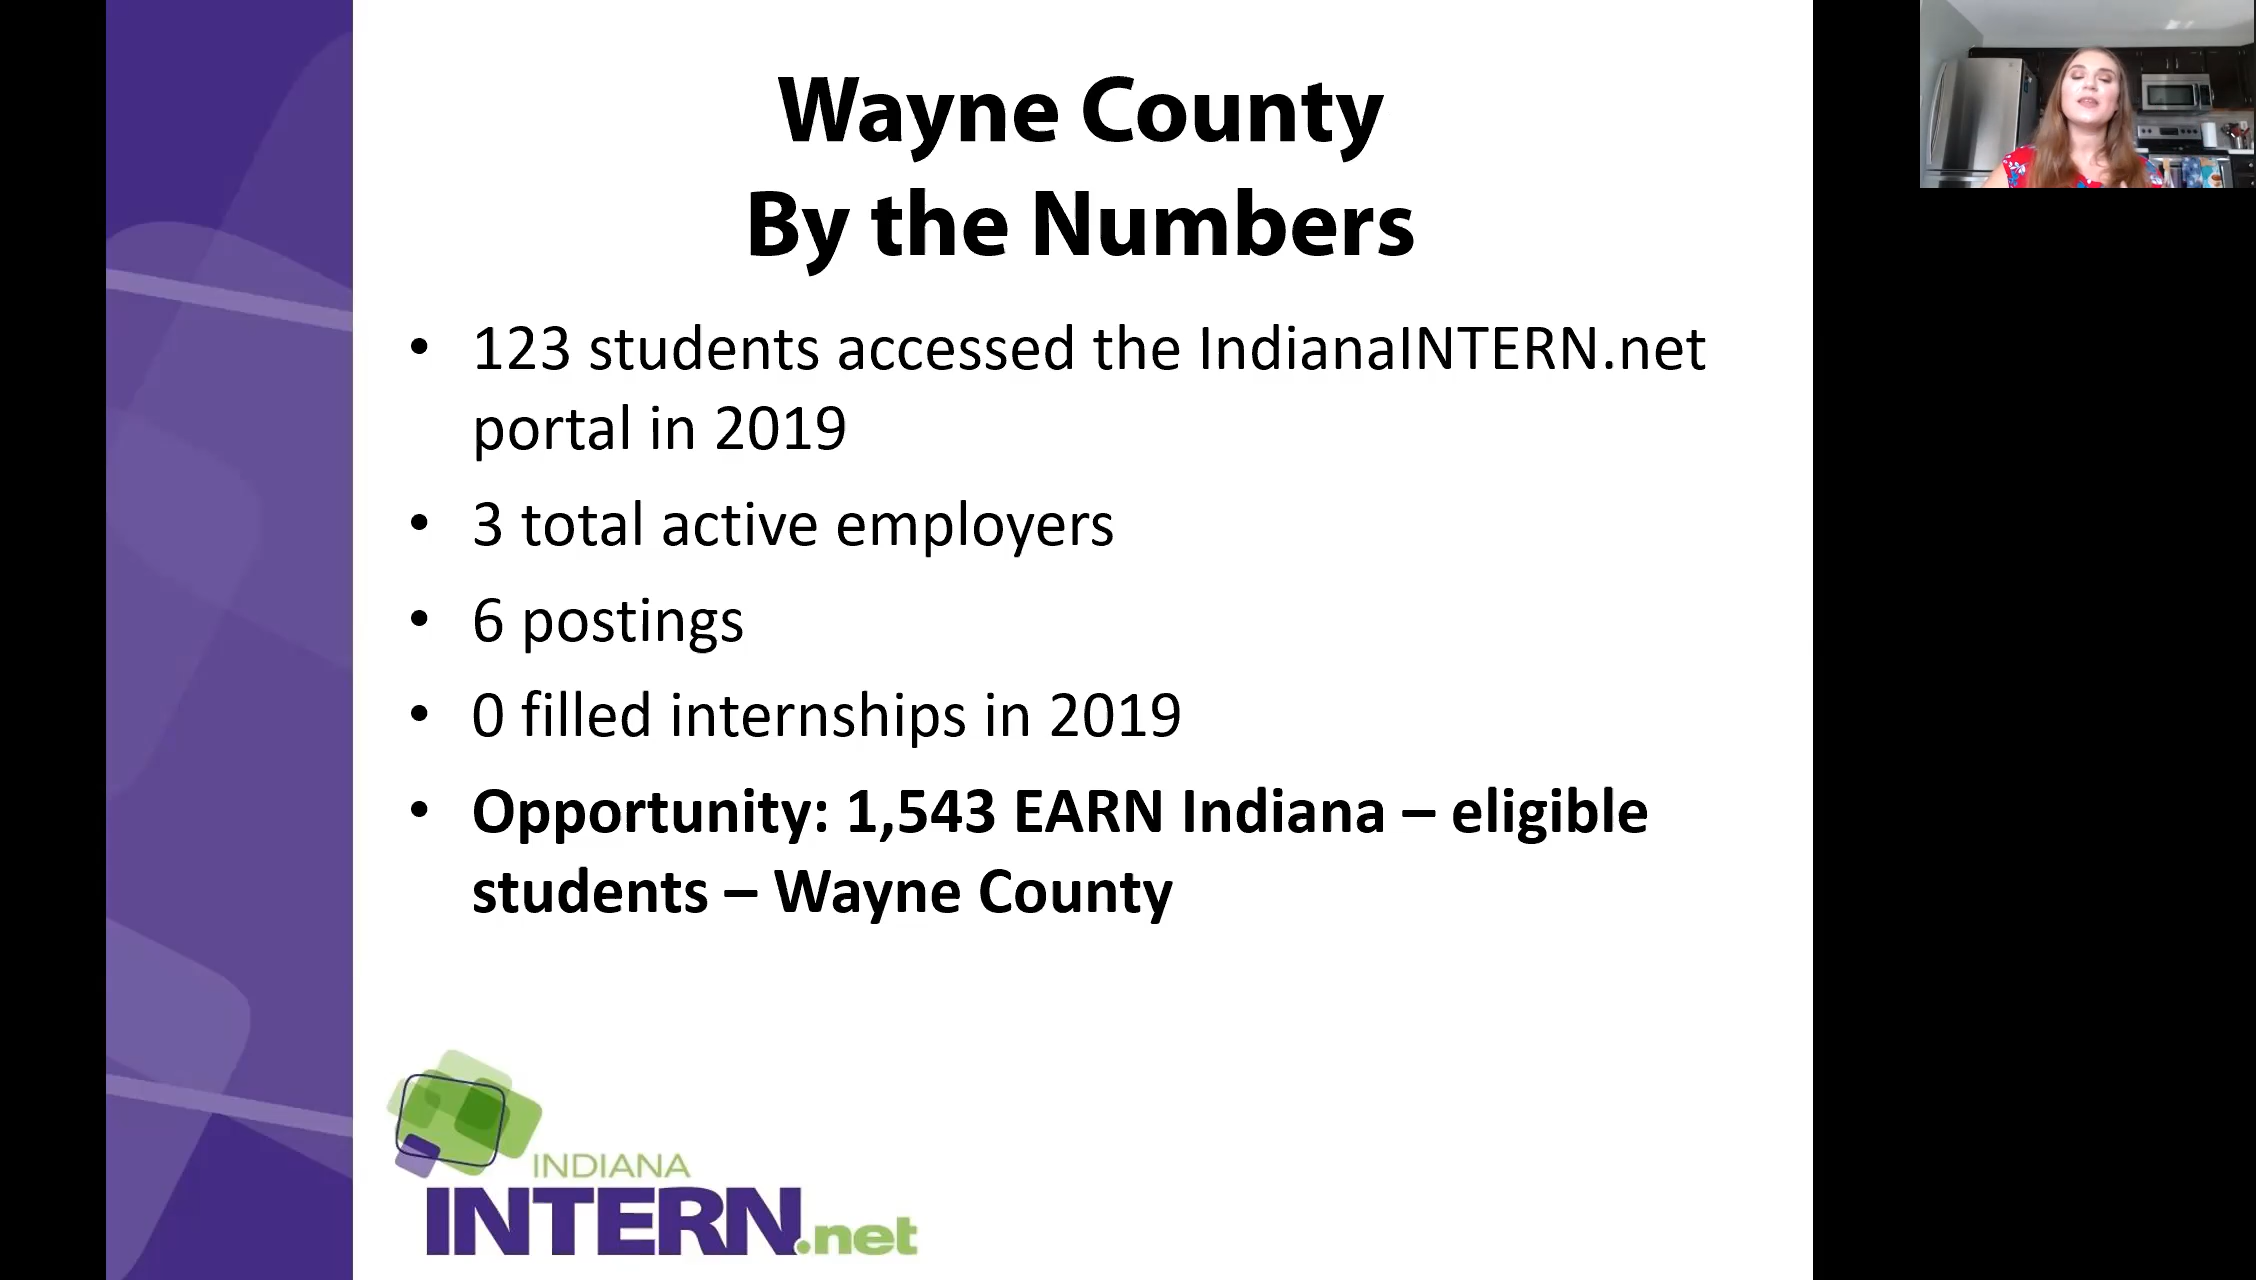 Wayne County
By the Numbers
• 123 students accessed the IndianaINTERN.net
portal in 2019
• 3 total active employers
• 6 postings
• 0 filled internships in 2019
• Opportunity: 1,543 EARN Indiana – eligible
students – Wayne County
INDIANA
INTERN.net